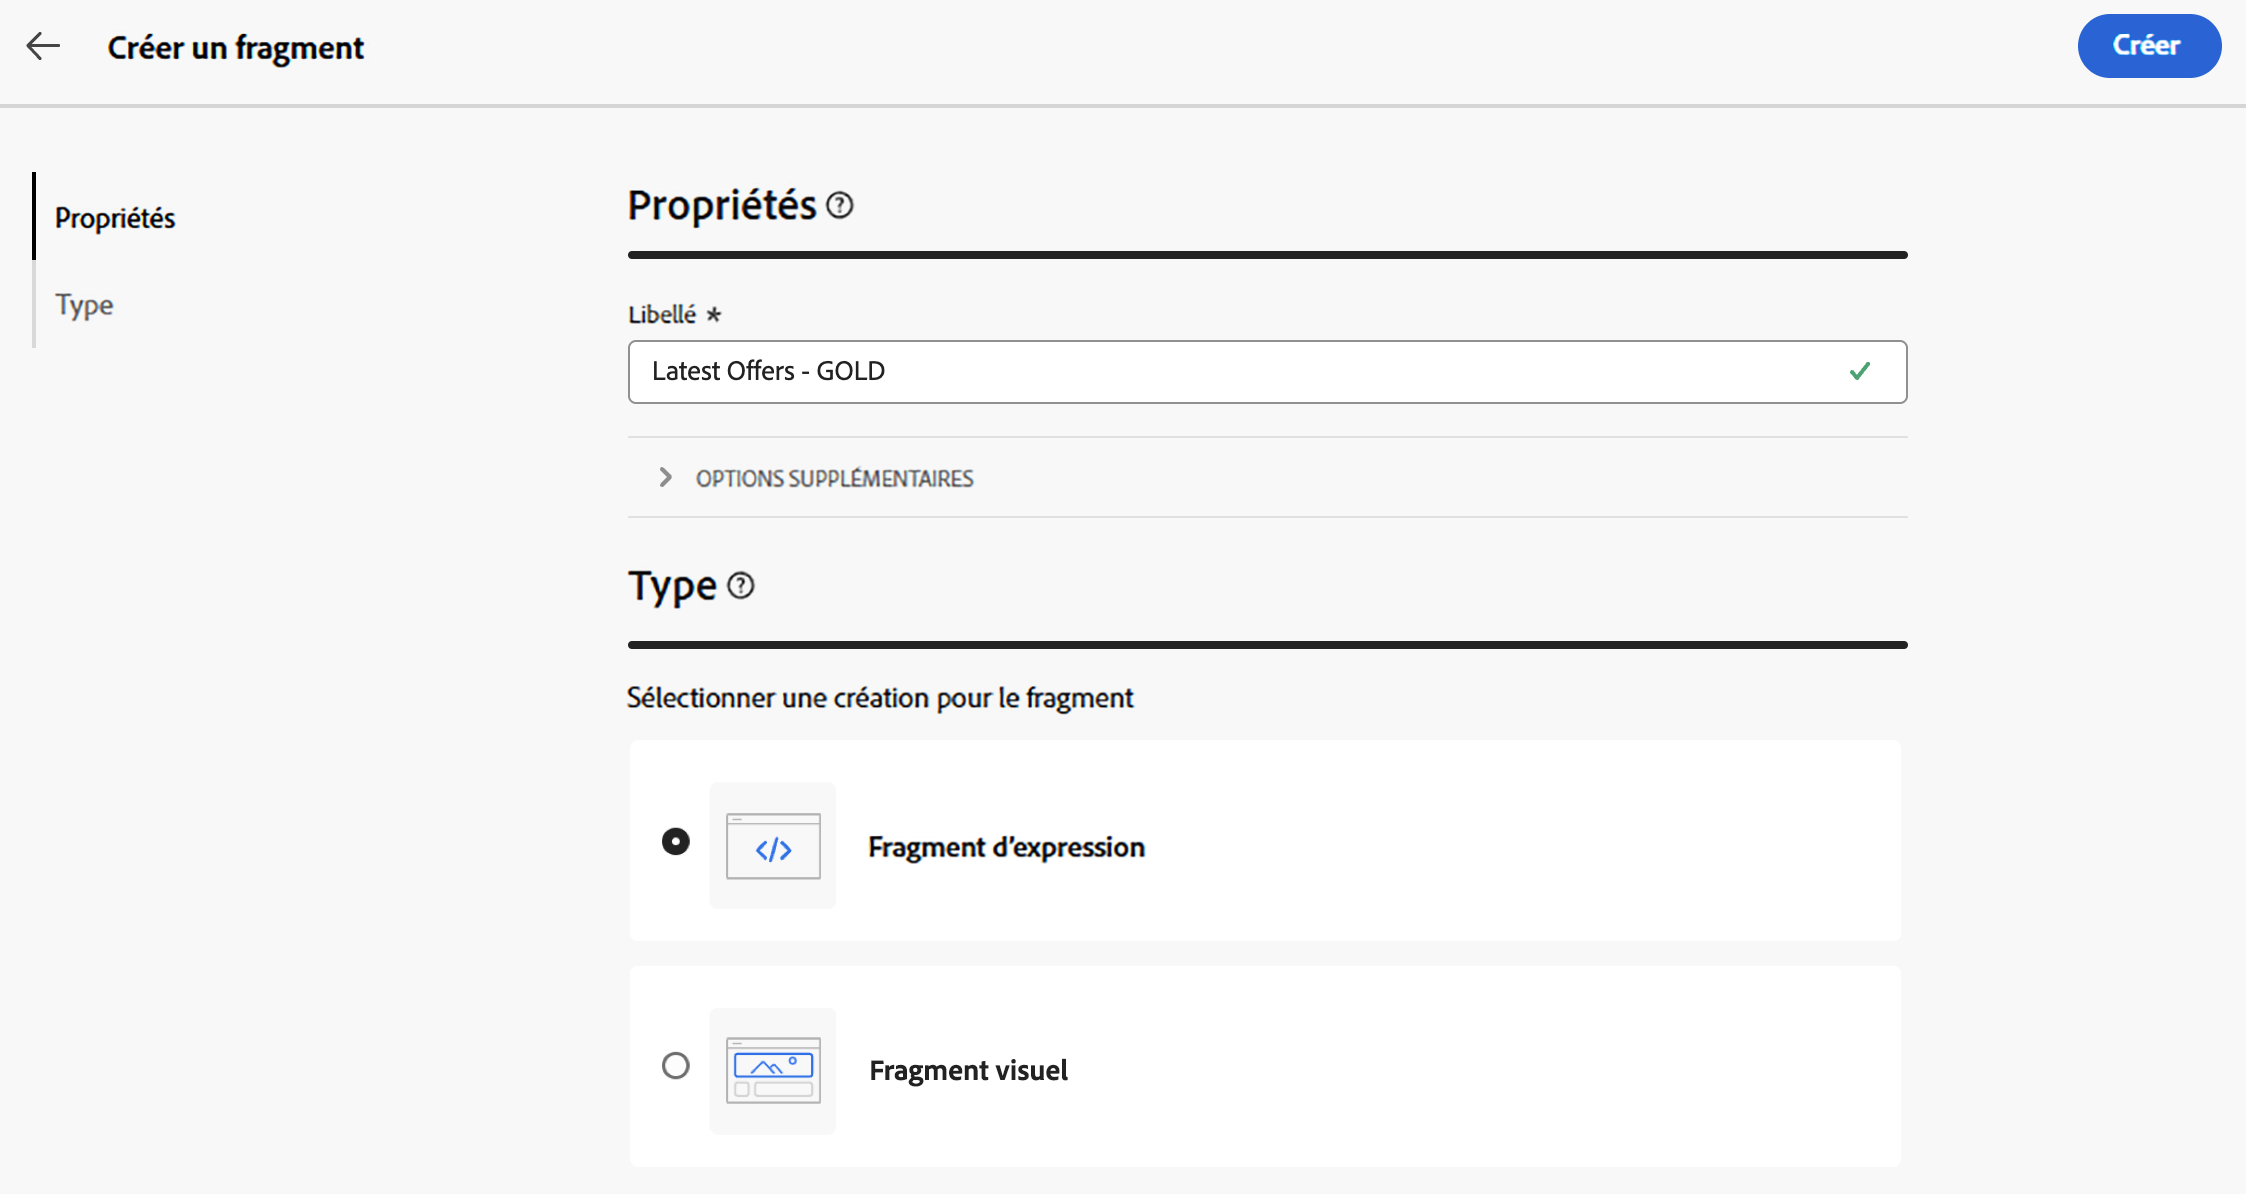 Créer un fragment
Créer
Propriétés
Type
Propriétés
Libellé *
Latest Offers - GOLD
OPTIONS SUPPLÉMENTAIRES
Type
Sélectionner une création pour le fragment
Fragment d’expression
Fragment visuel